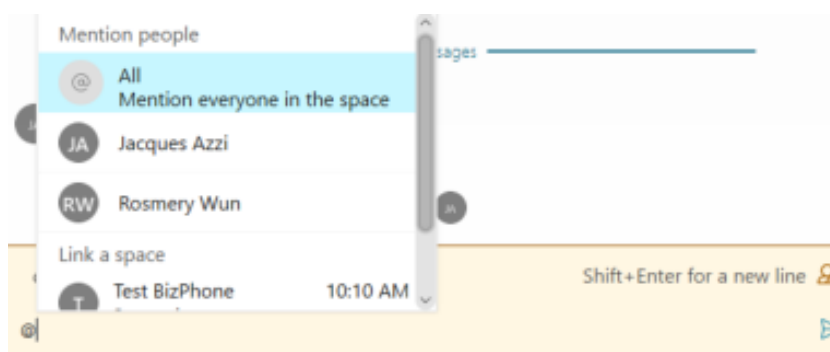 Mention people
sages
@
All
Mention everyone in the space
JA
Jacques Azzi
RW
Rosmery Wun
JA
Link a space
T
Test BizPhone
10:10 AM
Shift+Enter for a new line
@